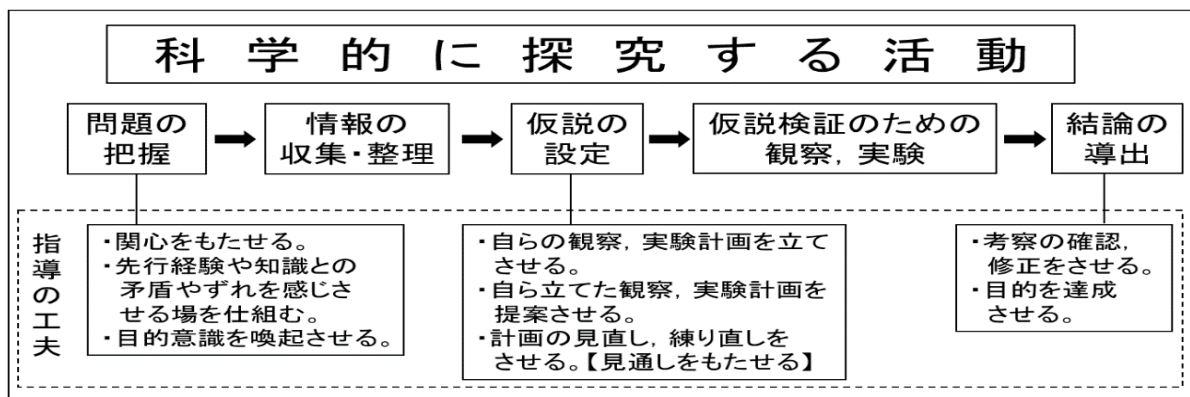 科学的に探究する活動
問題の
把握
情報の
収集・整理
仮説の
設定
仮説検証のための
観察,実験
結論の
導出
指導の工夫
・関心をもたせる。
・先行経験や知識との
矛盾やずれを感じさ
せる場を仕組む。
・目的意識を喚起させる。
・自らの観察,実験計画を立て
させる。
・自ら立てた観察,実験計画を
提案させる。
・計画の見直し,練り直しを
させる。【見通しをもたせる】
・考察の確認,
修正をさせる。
・目的を達成
させる。